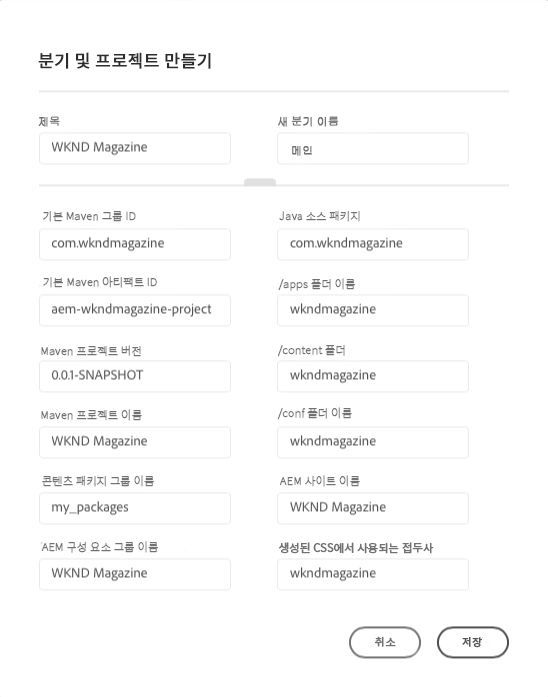 분기 및 프로젝트 만들기
제목
새 분기 이름
WKND Magazine
메인
기본 Maven 그룹 ID
Java 소스 패키지
com.wkndmagazine
com.wkndmagazine
기본 Maven 아티팩트 ID
/apps 폴더 이름
aem-wkndmagazine-project
wkndmagazine
Maven 프로젝트 버전
/content 폴더
0.0.1-SNAPSHOT
wkndmagazine
Maven 프로젝트 이름
/conf 폴더 이름
WKND Magazine
wkndmagazine
콘텐츠 패키지 그룹 이름
AEM 사이트 이름
my_packages
WKND Magazine
AEM 구성 요소 그룹 이름
생성된 CSS에서 사용되는 접두사
WKND Magazine
wkndmagazine
취소
저장